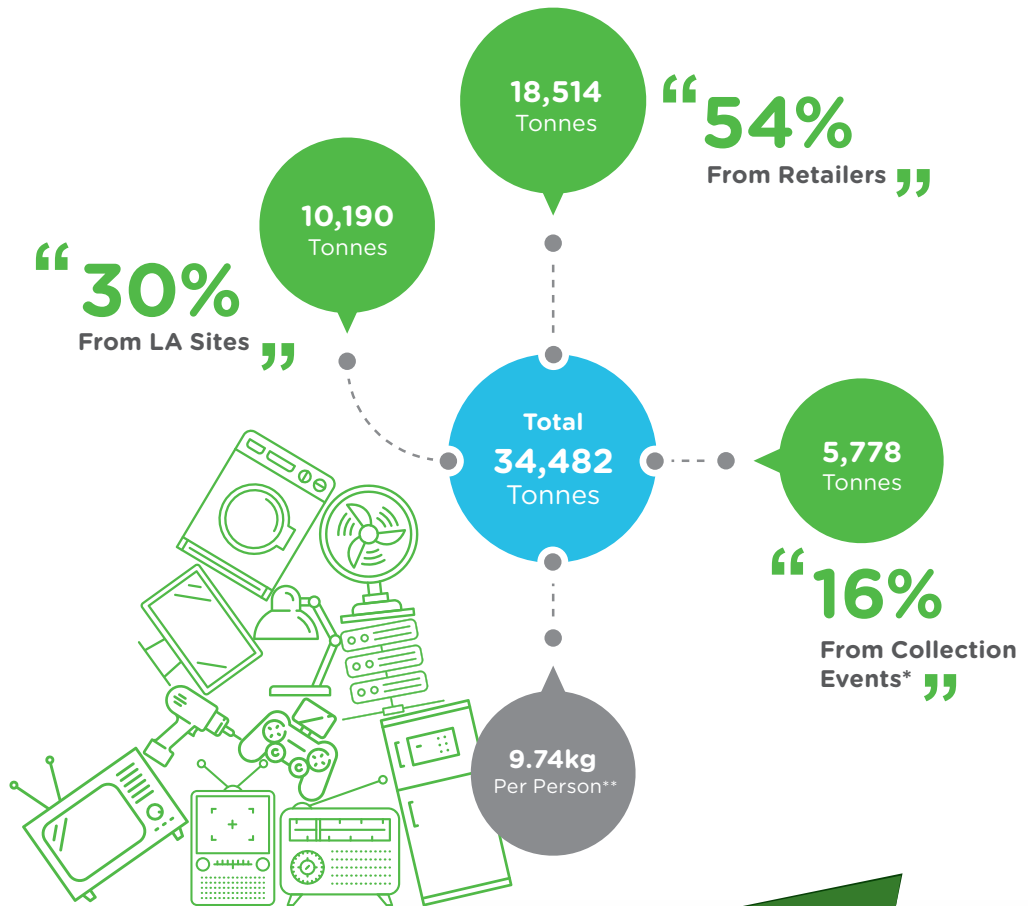 18,514
Tonnes
“54%
From Retailers ”
10,190
Tonnes
“30%
From LA Sites ”
Total
34,482
Tonnes
5,778
Tonnes
“16%
From Collection
Events* ”
9.74kg
Per Person**